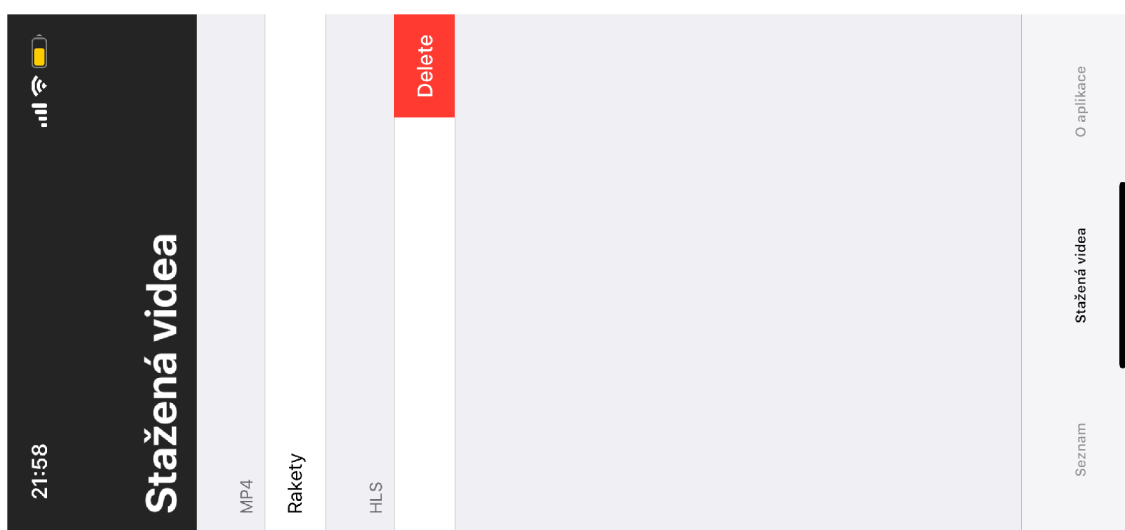 21:58
Stažená videa
MP4
Rakety
HLS
Delete
Seznam
Stažená videa
O aplikace